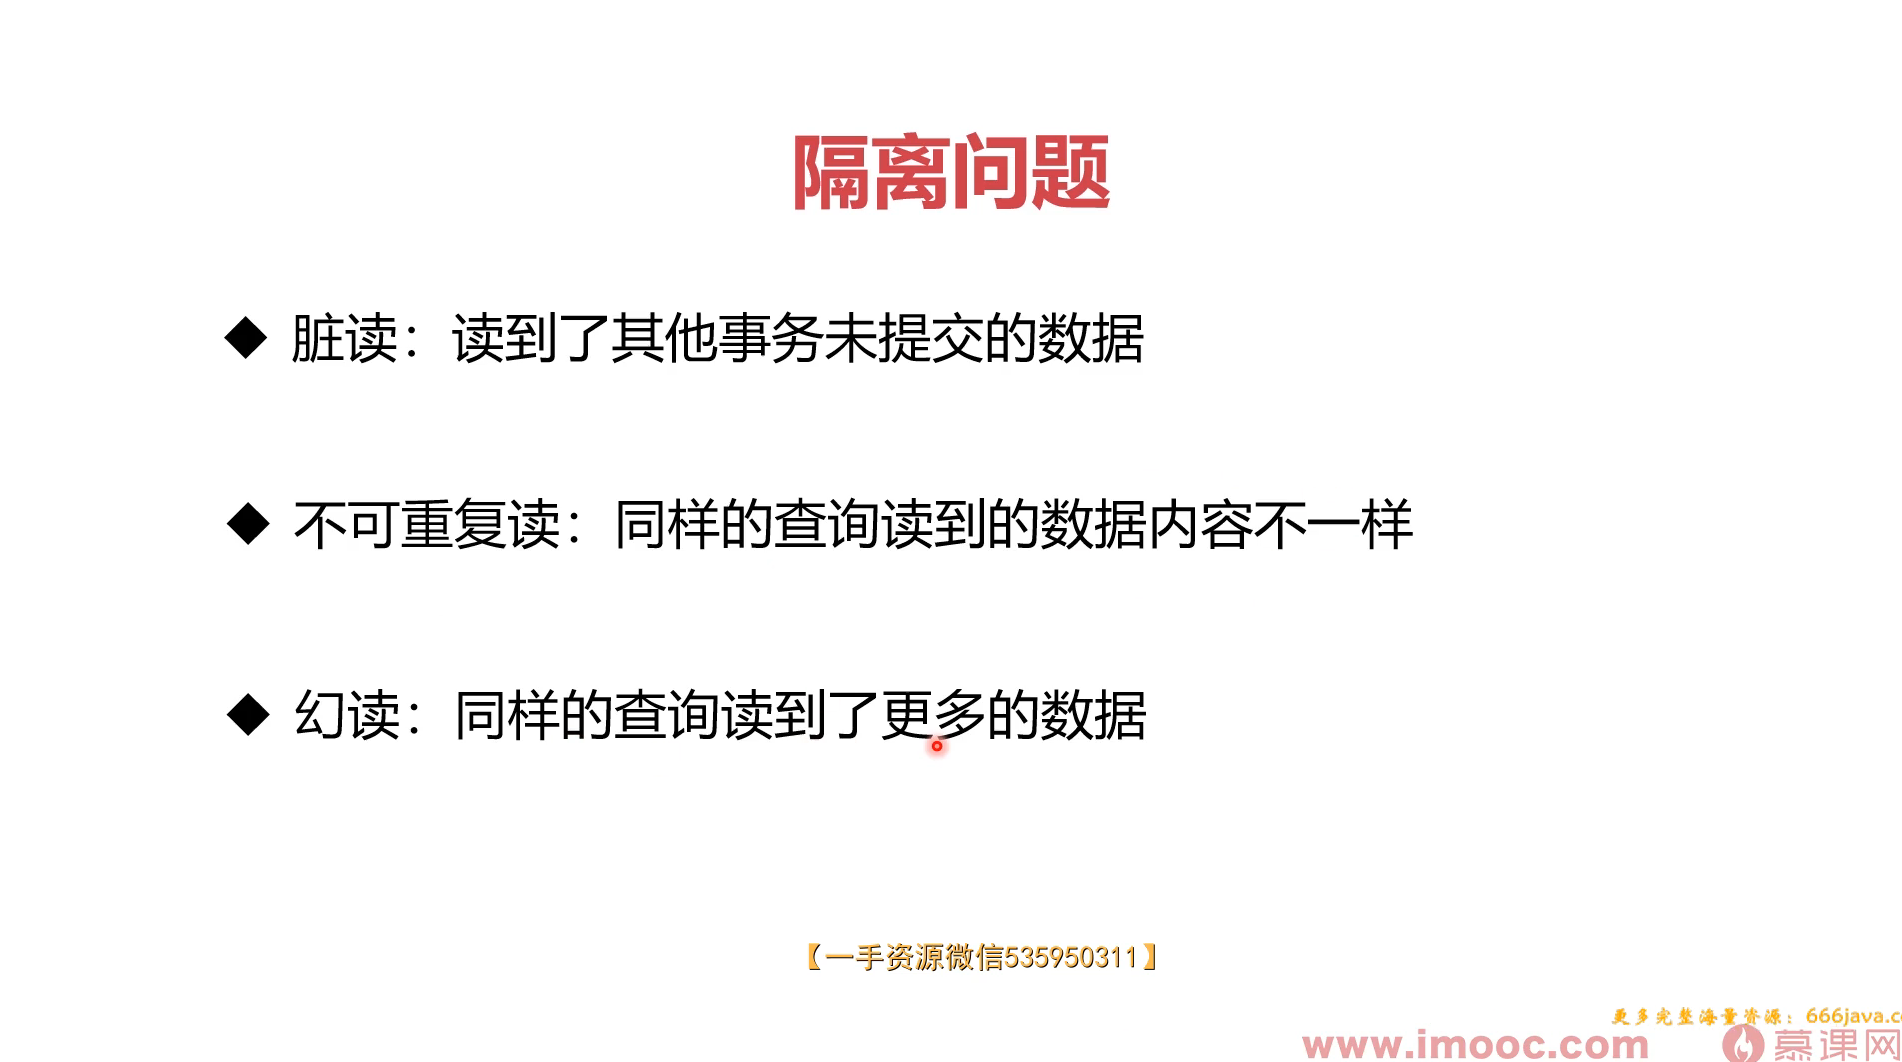 隔离问题
◆ 脏读：读到了其他事务未提交的数据
◆ 不可重复读：同样的查询读到的数据内容不一样
◆ 幻读：同样的查询读到了更多的数据
【一手资源微信535950311】
更多完整海量资源：666java.c
www.imooc.com 慕课网